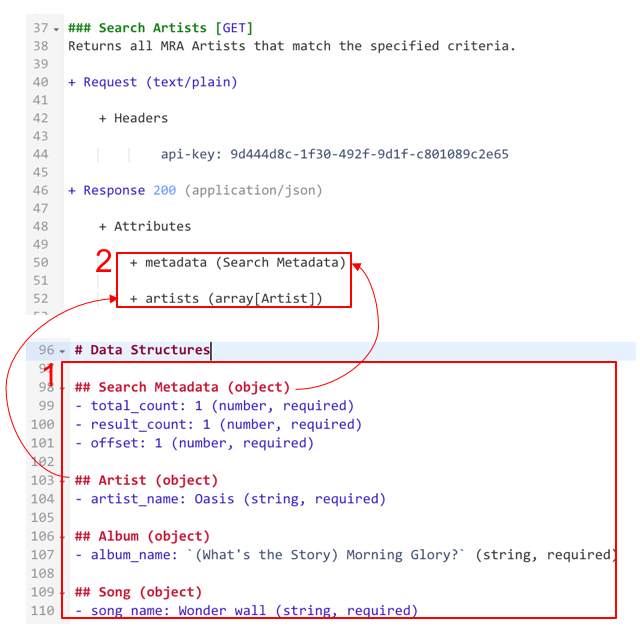 37 ### Search Artists [GET]
38 Returns all MRA Artists that match the specified criteria.
39
40 + Request (text/plain)
41
42 + Headers
43
44 api-key: 9d444d8c-1f30-492f-9d1f-c801089c2e65
45
46 + Response 200 (application/json)
47
48 + Attributes
49
2
50 + metadata (Search Metadata)
51
52 + artists (array[Artist])
96 # Data Structures
1
98 ## Search Metadata (object)
99 - total_count: 1 (number, required)
100 - result_count: 1 (number, required)
101 - offset: 1 (number, required)
102
103 ## Artist (object)
104 - artist_name: Oasis (string, required)
105
106 ## Album (object)
107 - album_name: `(What's the Story) Morning Glory?` (string, required)
108
109 ## Song (object)
110 - song_name: Wonder wall (string, required)